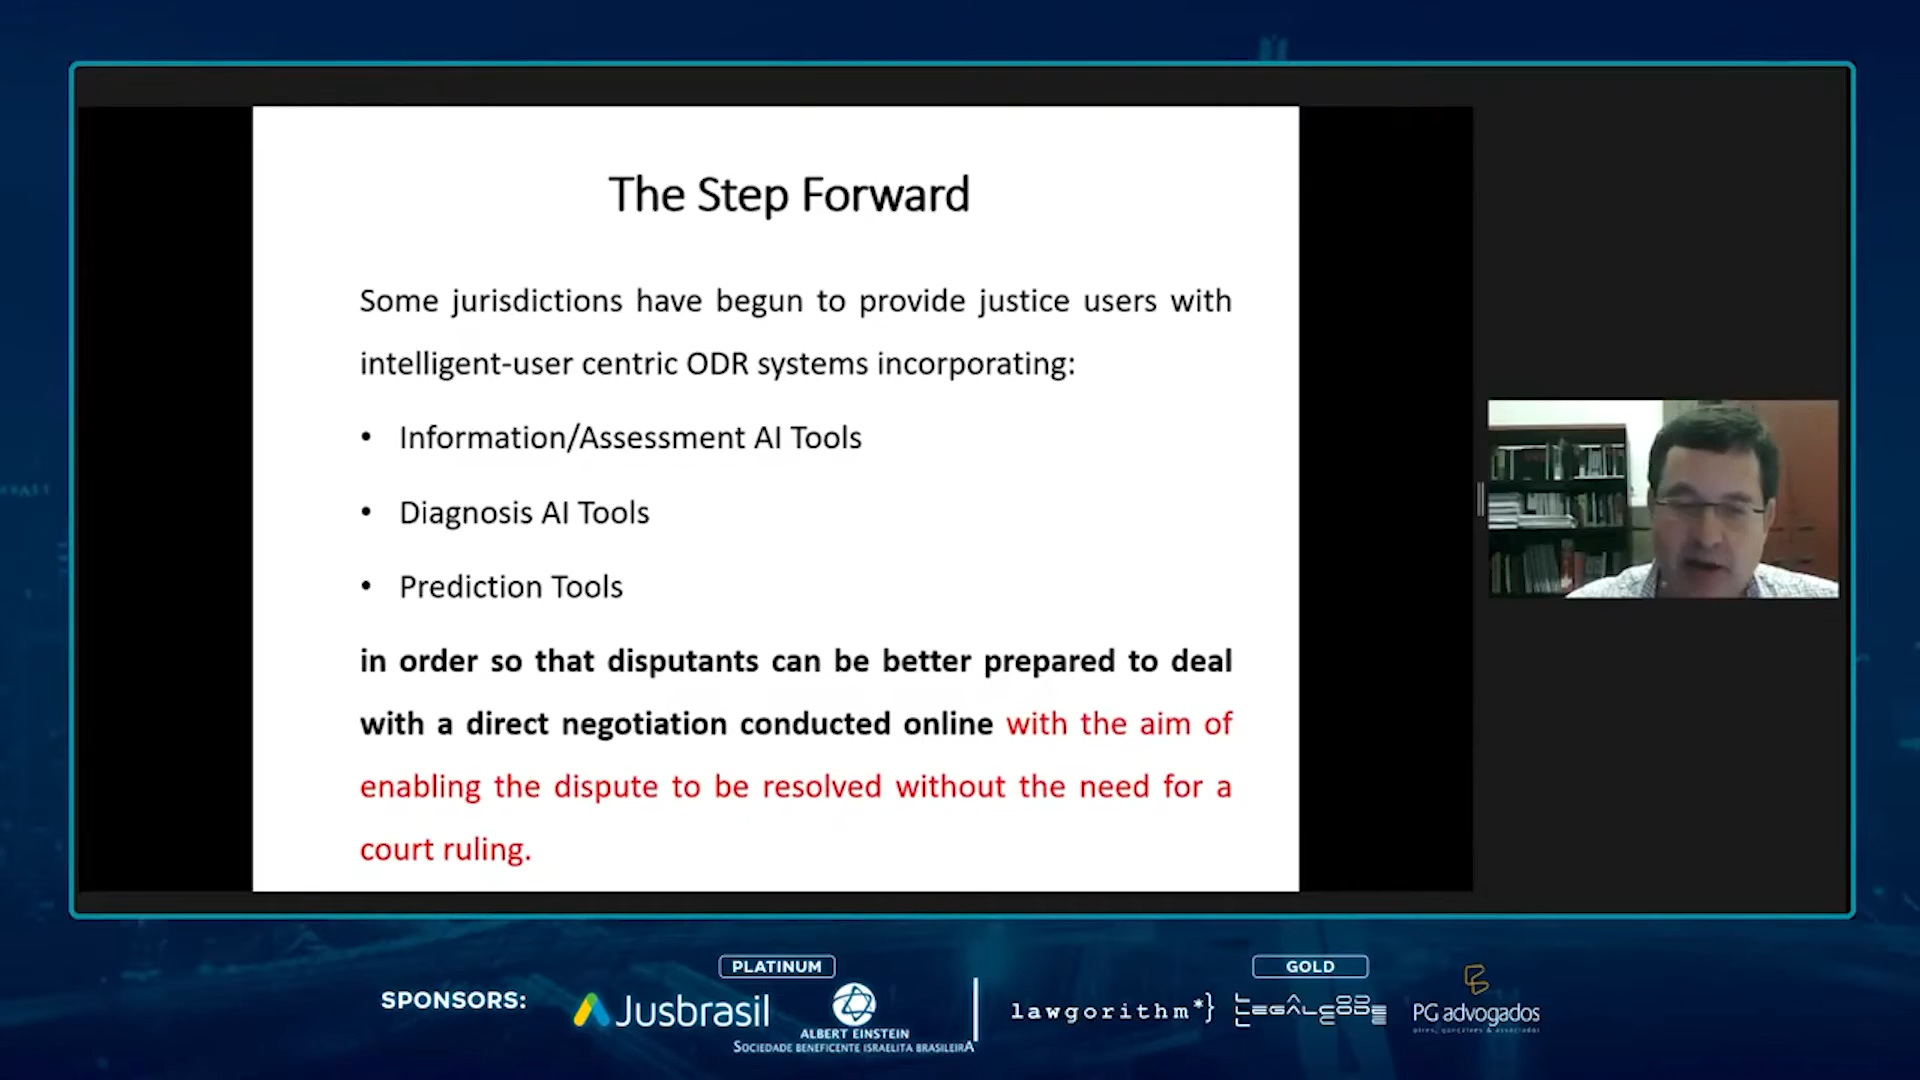 The Step Forward
Some jurisdictions have begun to provide justice users with
intelligent-user centric ODR systems incorporating:
• Information/Assessment AI Tools
• Diagnosis AI Tools
• Prediction Tools
in order so that disputants can be better prepared to deal
with a direct negotiation conducted online with the aim of
enabling the dispute to be resolved without the need for a
court ruling.
PLATINUM
GOLD
SPONSORS:
Jusbrasil
ALBERT EINSTEIN
SOCIEDADE BENEFICENTE ISRAELITA BRASILEIRA
lawgorithm*}
LEGALCODE
PG advogados